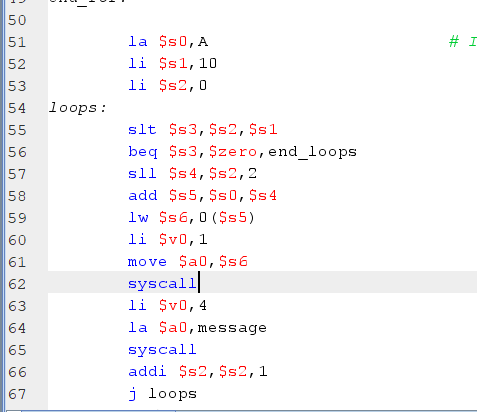 50
51 la $s0,A # I
52 li $s1,10
53 li $s2,0
54 loops:
55 slt $s3,$s2,$s1
56 beq $s3,$zero,end_loops
57 sll $s4,$s2,2
58 add $s5,$s0,$s4
59 lw $s6,0($s5)
60 li $v0,1
61 move $a0,$s6
62 syscall
63 li $v0,4
64 la $a0,message
65 syscall
66 addi $s2,$s2,1
67 j loops